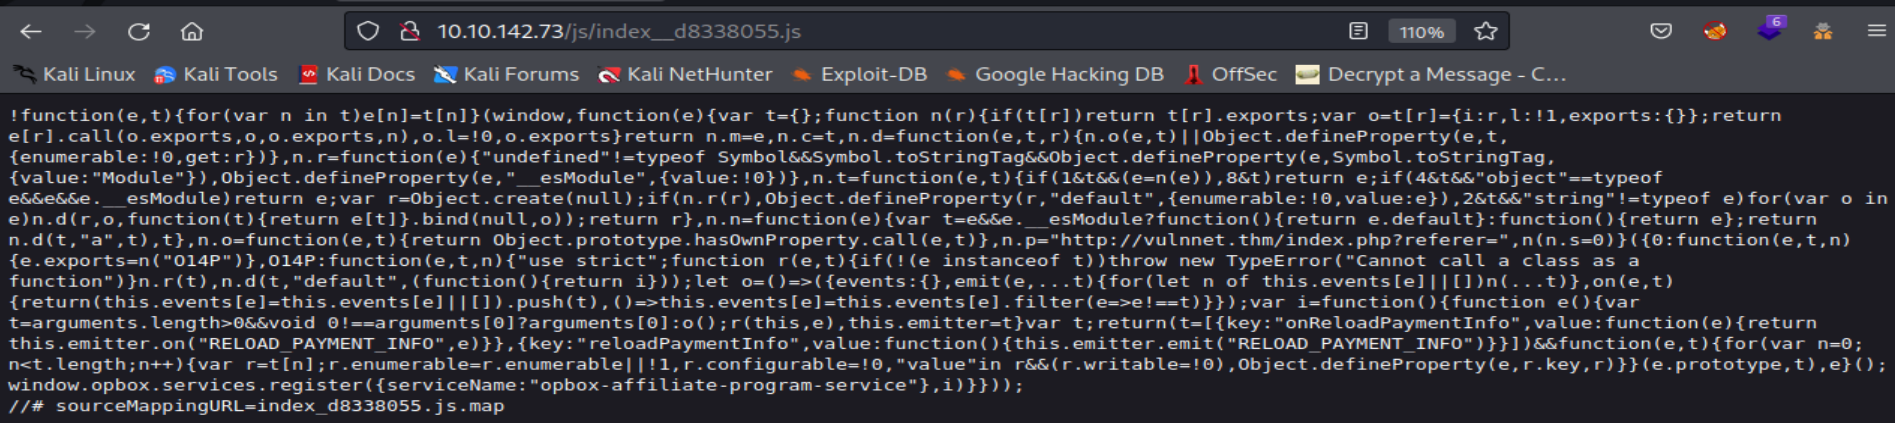 10.10.142.73/js/index__d8338055.js
110%
6
Kali Linux
Kali Tools
Kali Docs
Kali Forums
Kali NetHunter
Exploit-DB
Google Hacking DB
OffSec
Decrypt a Message - C...
!function(e,t){for(var n in t)e[n]=t[n]}(window,function(e){var t={};function n(r){if(t[r])return t[r].exports;var o=t[r]={i:r,l:!1,exports:{}};return
e[r].call(o.exports,o,o.exports,n),o.l=!0,o.exports}return n.m=e,n.c=t,n.d=function(e,t,r){n.o(e,t)||Object.defineProperty(e,t,
{enumerable:!0,get:r})},n.r=function(e){"undefined"!=typeof Symbol&&Symbol.toStringTag&&Object.defineProperty(e,Symbol.toStringTag,
{value:"Module"}),Object.defineProperty(e,"__esModule",{value:!0})},n.t=function(e,t){if(1&t&&(e=n(e)),8&t)return e;if(4&t&&"object"==typeof
e&&e&&e.__esModule)return e;var r=Object.create(null);if(n.r(r),Object.defineProperty(r,"default",{enumerable:!0,value:e}),2&t&&"string"!=typeof e)for(var o in
e)n.d(r,o,function(t){return e[t]}.bind(null,o));return r},n.n=function(e){var t=e&&e.__esModule?function(){return e.default}:function(){return e};return
n.d(t,"a",t),t},n.o=function(e,t){return Object.prototype.hasOwnProperty.call(e,t)},n.p="http://vulnnet.thm/index.php?referer=",n(n.s=0)}({0:function(e,t,n)
{e.exports=n("O14P")},O14P:function(e,t,n){"use strict";function r(e,t){if(!(e instanceof t))throw new TypeError("Cannot call a class as a
function")}n.r(t),n.d(t,"default",(function(){return i}));let o=()=>({events:{},emit(e,...t){for(let n of this.events[e]||[])n(...t)},on(e,t)
{return(this.events[e]=this.events[e]||[]).push(t),()=>this.events[e]=this.events[e].filter(e=>e!==t)}});var i=function(){function e(){var
t=arguments.length>0&&void 0!==arguments[0]?arguments[0]:o();r(this,e),this.emitter=t}var t;return(t=[{key:"onReloadPaymentInfo",value:function(e){return
this.emitter.on("RELOAD_PAYMENT_INFO",e)}},{key:"reloadPaymentInfo",value:function(){this.emitter.emit("RELOAD_PAYMENT_INFO")}}])&&function(e,t){for(var n=0;
n<t.length;n++){var r=t[n];r.enumerable=r.enumerable||!1,r.configurable=!0,"value"in r&&(r.writable=!0),Object.defineProperty(e,r.key,r)}}(e.prototype,t),e}();
window.opbox.services.register({serviceName:"opbox-affiliate-program-service"},i)}}));
//# sourceMappingURL=index_d8338055.js.map